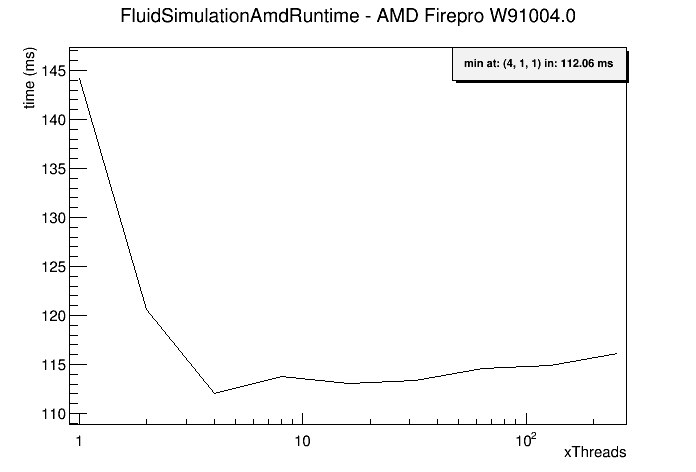 FluidSimulationAmdRuntime - AMD Firepro W91004.0
time (ms)
min at: (4, 1, 1) in: 112.06 ms
145
140
135
130
125
120
115
110
1
10
10²
xThreads